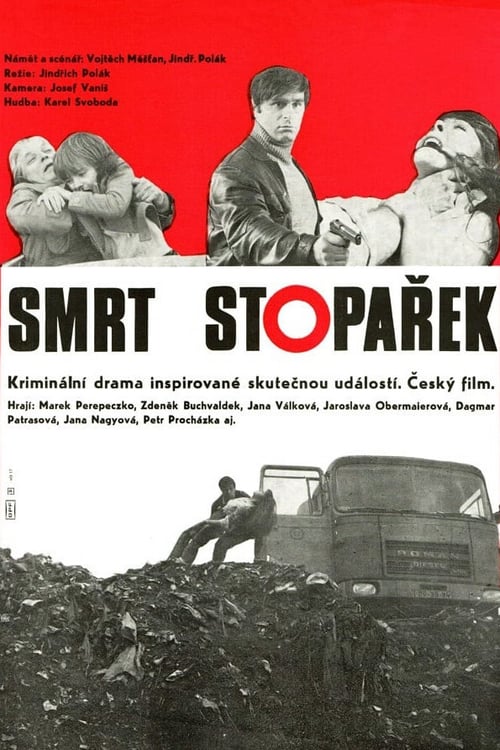 Námět a scénář: Vojtěch Měšťan, Jindř. Polák
Režie: Jindřich Polák
Kamera: Josef Vaniš
Hudba: Karel Svoboda
SMRT STOPAŘEK
Kriminální drama inspirované skutečnou událostí. Český film.
Hrají: Marek Perepeczko, Zdeněk Buchvaldek, Jana Válková, Jaroslava Obermaierová, Dagmar
Patrasová, Jana Nagyová, Petr Procházka aj.
ROMAN
DIESEL